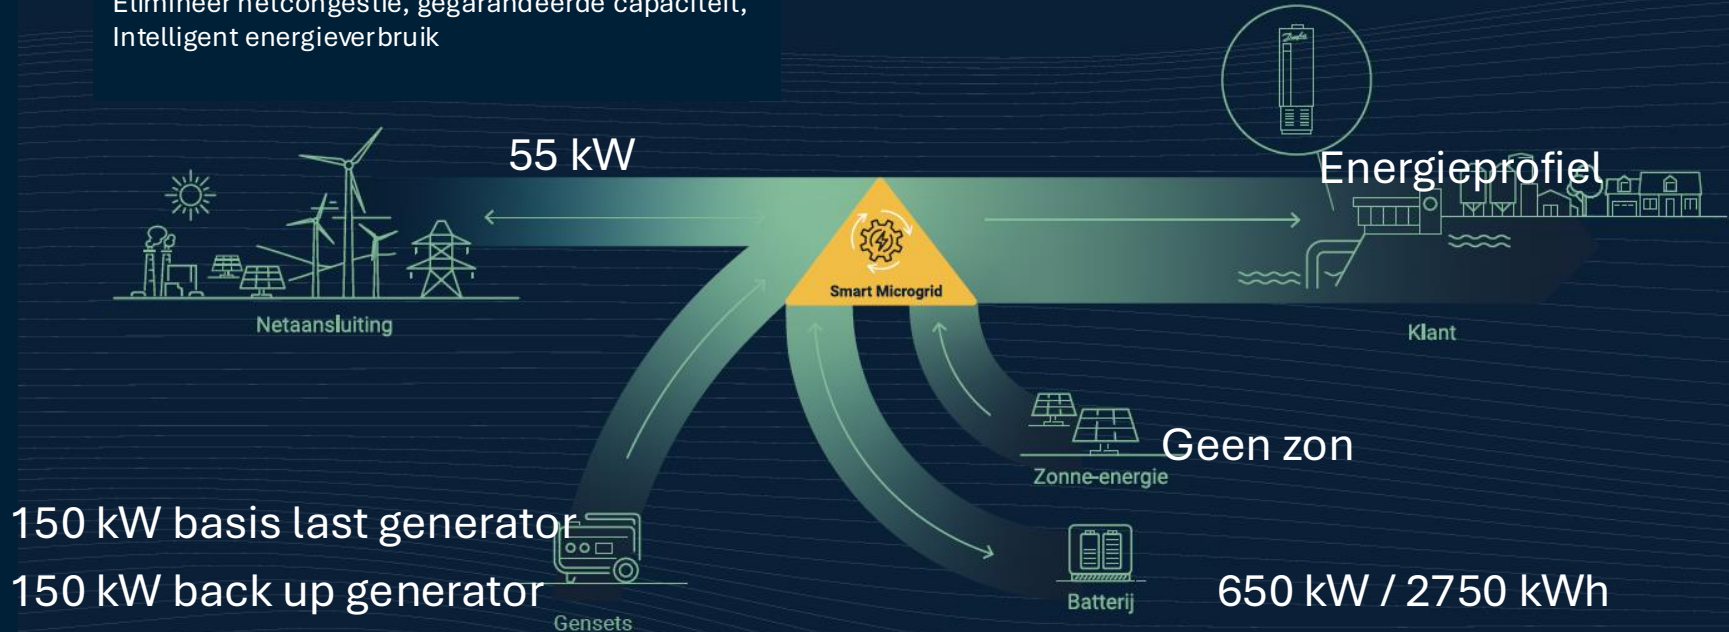 Elimineer netcongestie, gegarandeerde capaciteit,
Intelligent energieverbruik
Danfoss
55 kW
Energieprofiel
Smart Microgrid
Netaansluiting
Klant
Geen zon
Zonne-energie
150 kW basis last generator
150 kW back up generator
Gensets
Batterij
650 kW / 2750 kWh